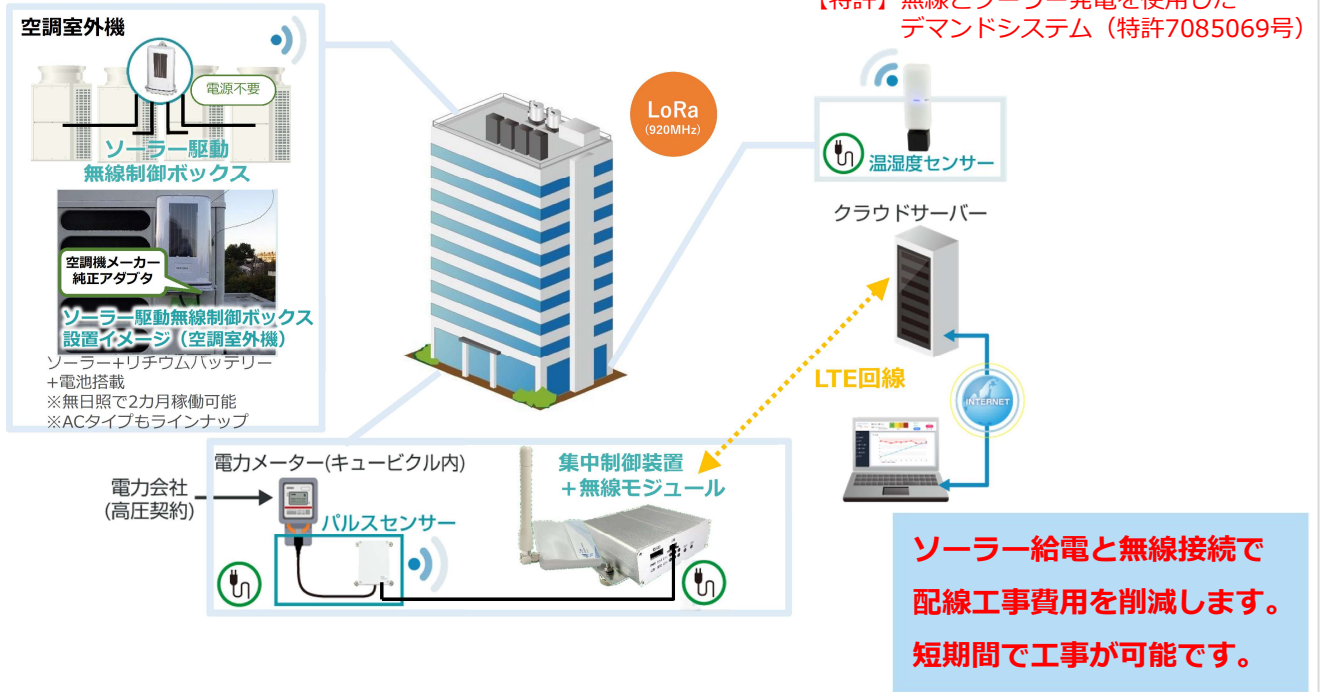 【特許】無線とソーラー発電を使用した
デマンドシステム（特許7085069号）
空調室外機
電源不要
ソーラー駆動
無線制御ボックス
空調機メーカー
純正アダプタ
ソーラー駆動無線制御ボックス
設置イメージ（空調室外機）
ソーラー+リチウムバッテリー
+電池搭載
※無日照で2カ月稼働可能
※ACタイプもラインナップ
LoRa
(920MHz)
温湿度センサー
クラウドサーバー
LTE回線
INTERNET
電力メーター(キュービクル内)
電力会社
(高圧契約)
パルスセンサー
集中制御装置
＋無線モジュール
ソーラー給電と無線接続で
配線工事費用を削減します。
短期間で工事が可能です。